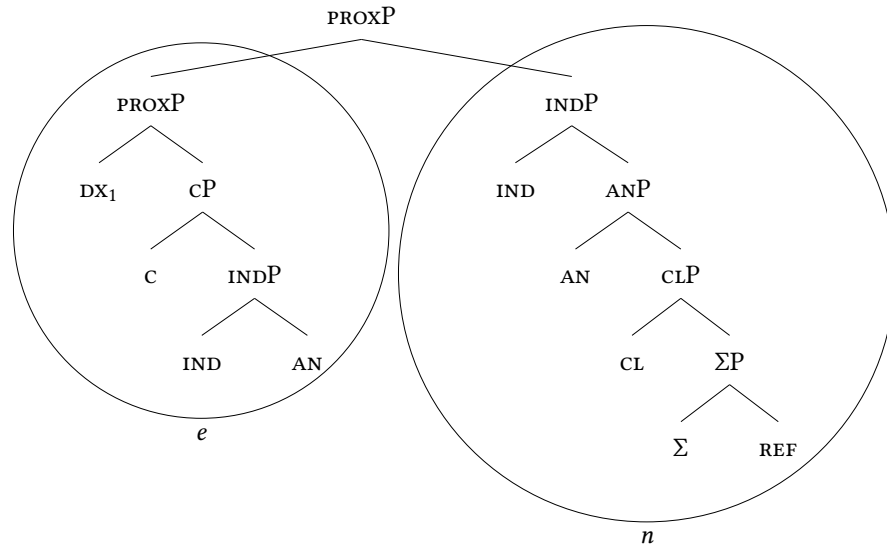 PROXP
PROXP INDP
DX₁ CP IND ANP
C INDP AN CLP
IND AN CL ΣP
e
Σ REF
n